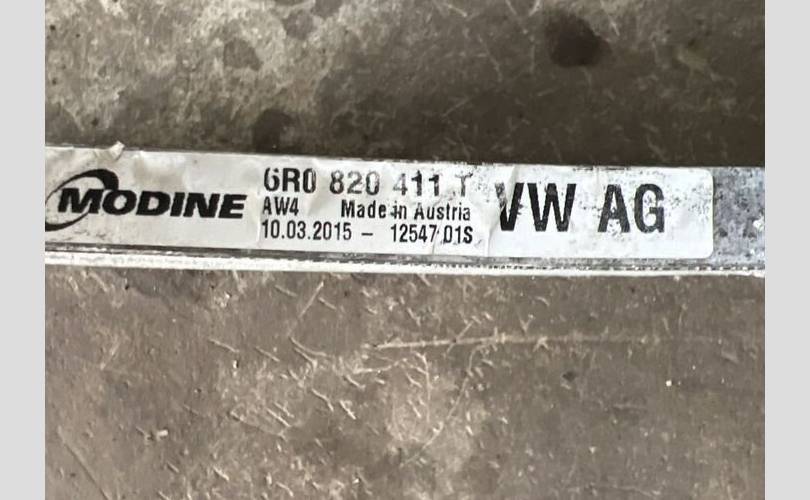 MODINE
6R0 820 411 T
AW4 Made in Austria
10.03.2015 - 12547 01S
VW AG